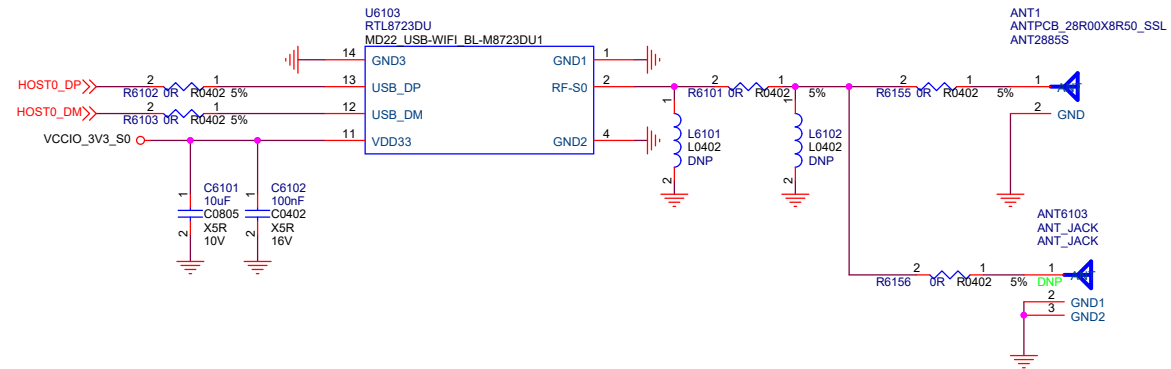 U6103
RTL8723DU
MD22_USB-WIFI_BL-M8723DU1
14 GND3
13 USB_DP
12 USB_DM
11 VDD33
GND1 1
RF-S0 2
GND2 4
HOST0_DP
2 1
R6102 0R R0402 5%
HOST0_DM
2 1
R6103 0R R0402 5%
VCCIO_3V3_S0
1
2
C6101
10uF
C0805
X5R
10V
1
2
C6102
100nF
C0402
X5R
16V
2 1
R6101 0R R0402 5%
1
2
L6101
L0402
DNP
1
2
L6102
L0402
DNP
2 1
R6155 0R R0402 5%
ANT1
ANTPCB_28R00X8R50_SSL
ANT2885S
1
2
GND
ANT6103
ANT_JACK
ANT_JACK
2 1
R6156 0R R0402 5%
1
DNP
2 GND1
3 GND2